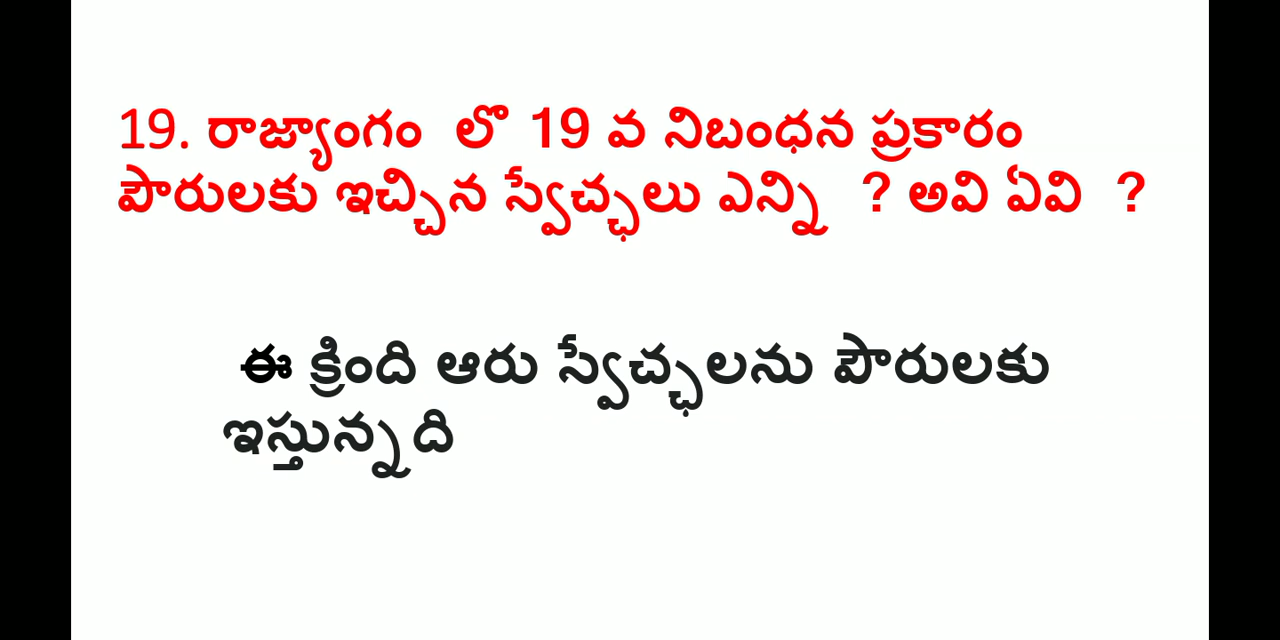 19. రాజ్యాంగం లొ 19 వ నిబంధన ప్రకారం
పౌరులకు ఇచ్చిన స్వేచ్ఛలు ఎన్ని ? అవి ఏవి ?
ఈ క్రింది ఆరు స్వేచ్ఛలను పౌరులకు
ఇస్తున్నది